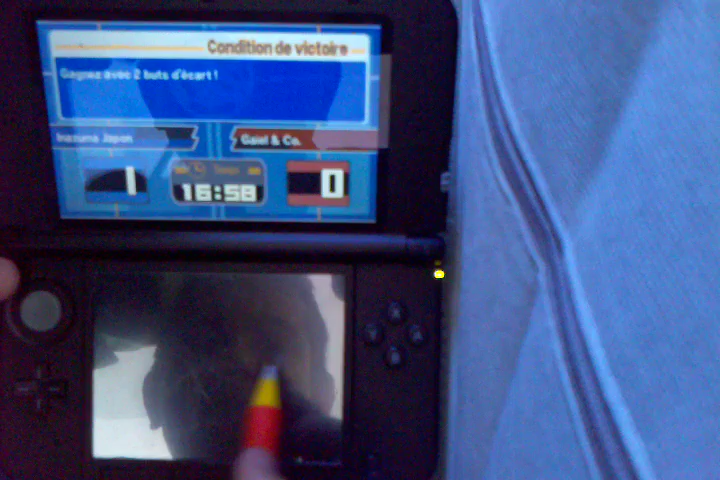 Condition de victoire
Gagnez avec 2 buts d'écart !
Inazuma Japon
Gaiel & Co.
1
Temps
16:58
0